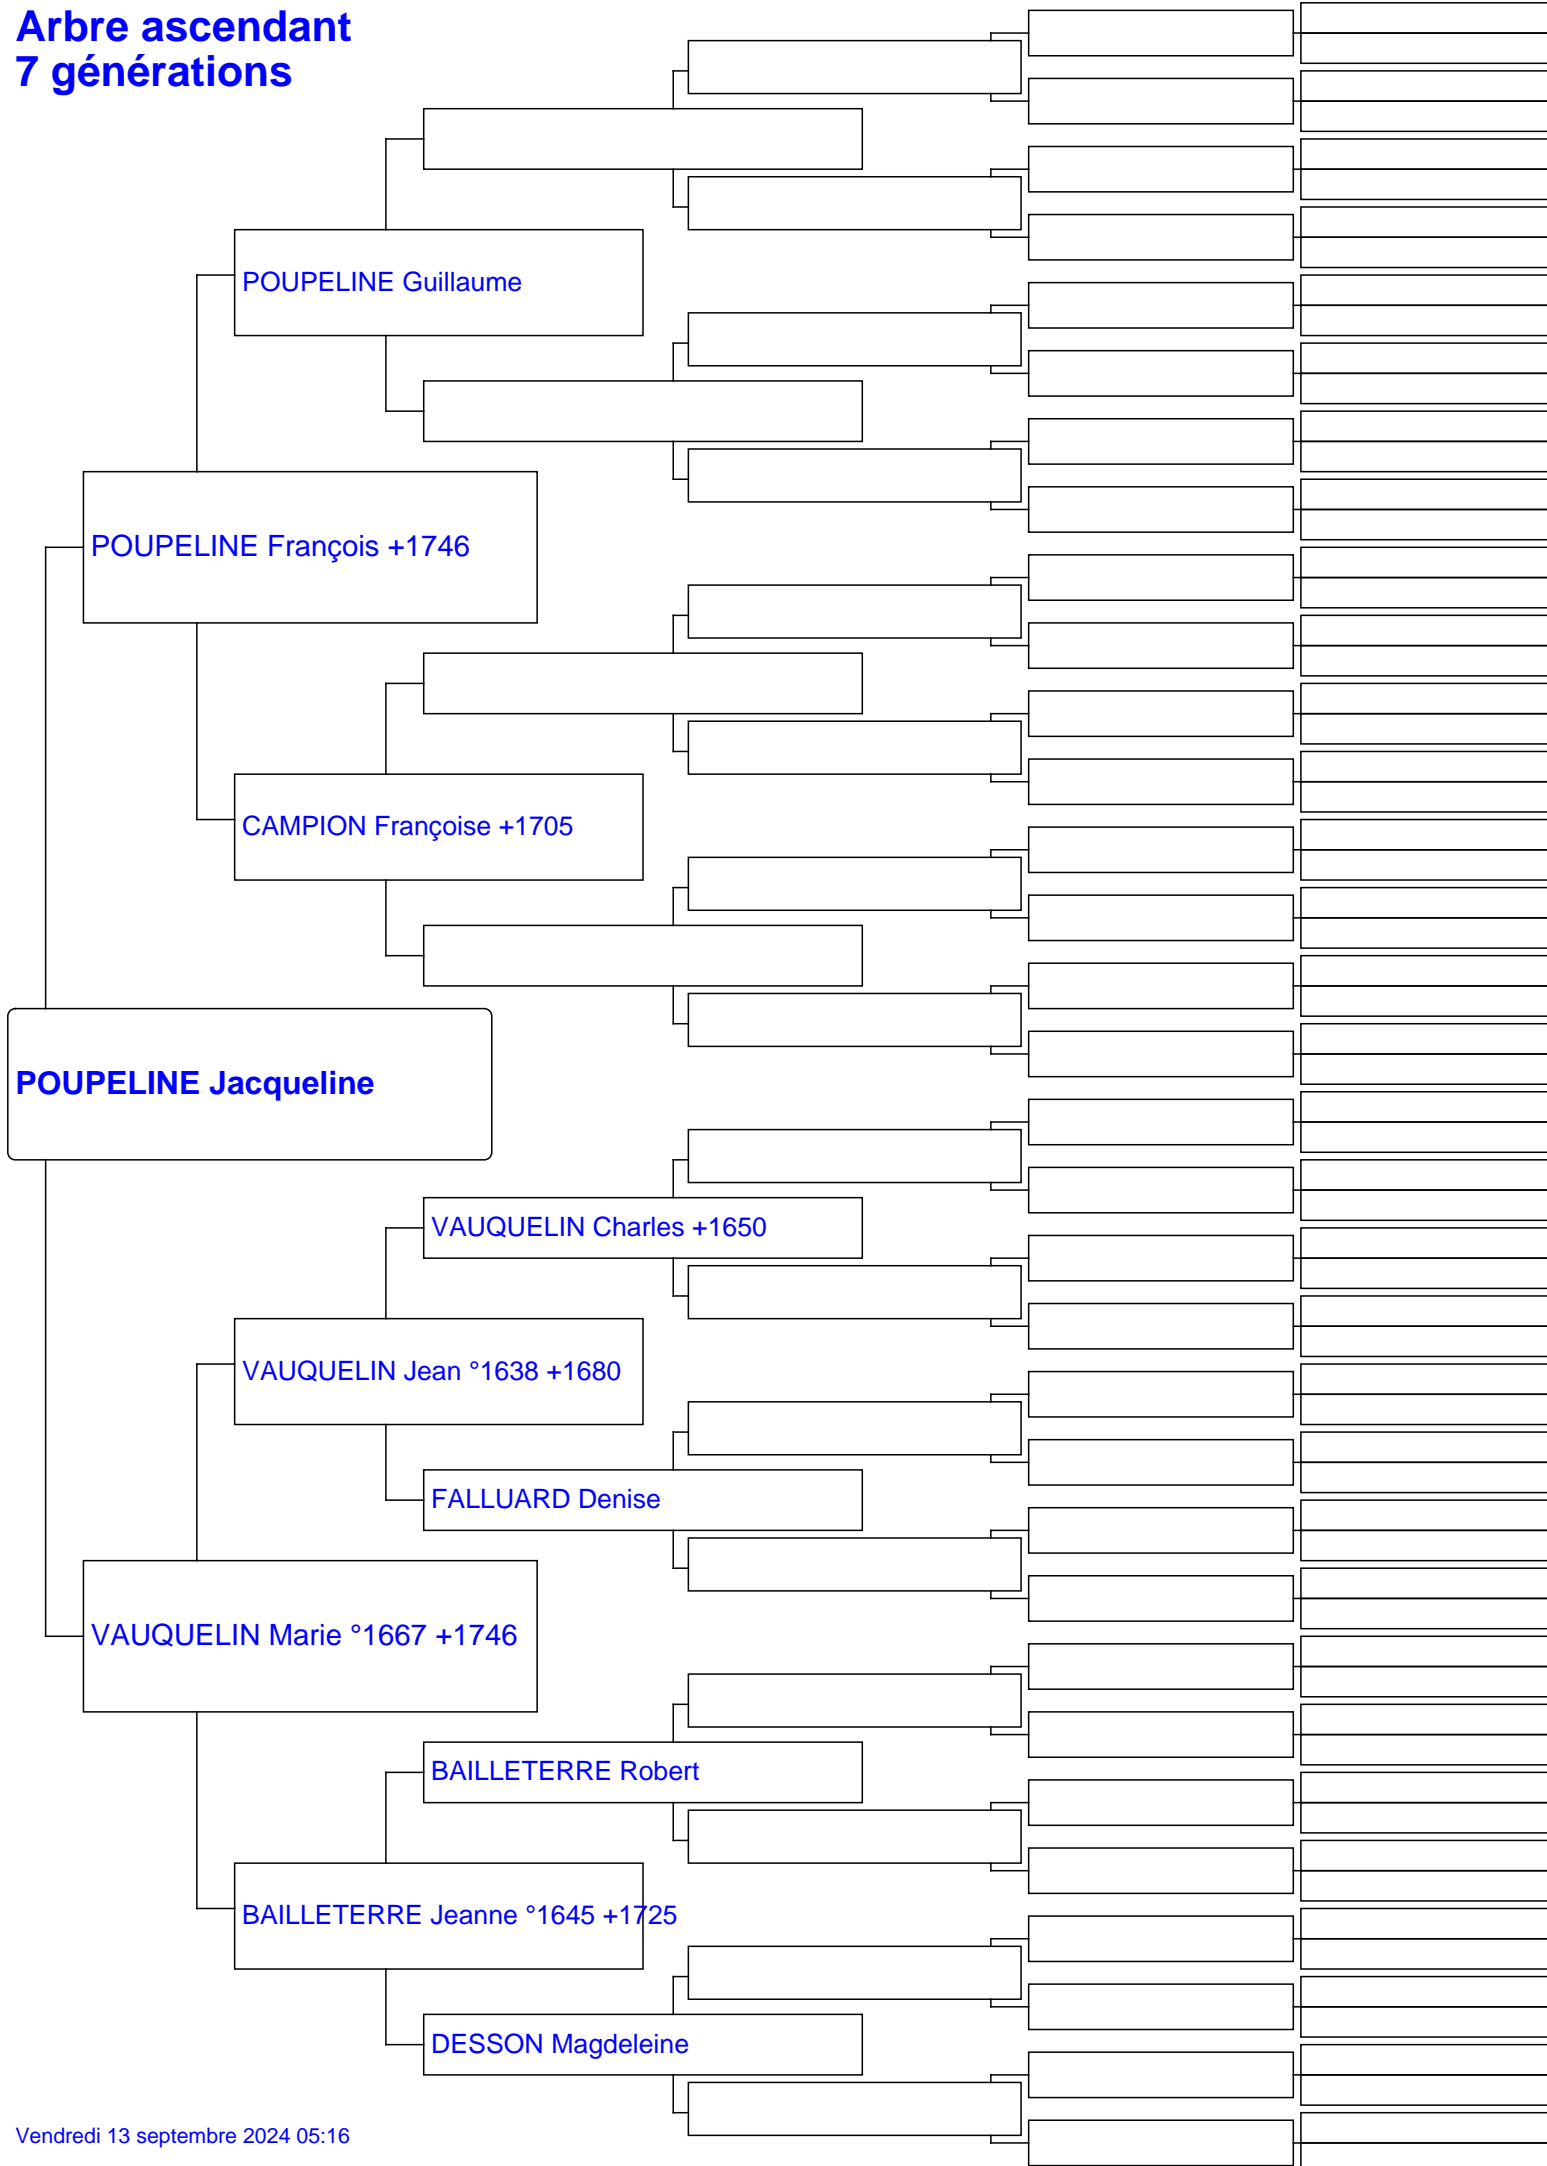 Arbre ascendant
7 générations
POUPELINE Guillaume
POUPELINE François +1746
CAMPION Françoise +1705
POUPELINE Jacqueline
VAUQUELIN Charles +1650
VAUQUELIN Jean °1638 +1680
FALLUARD Denise
VAUQUELIN Marie °1667 +1746
BAILLETERRE Robert
BAILLETERRE Jeanne °1645 +1725
DESSON Magdeleine
Vendredi 13 septembre 2024 05:16